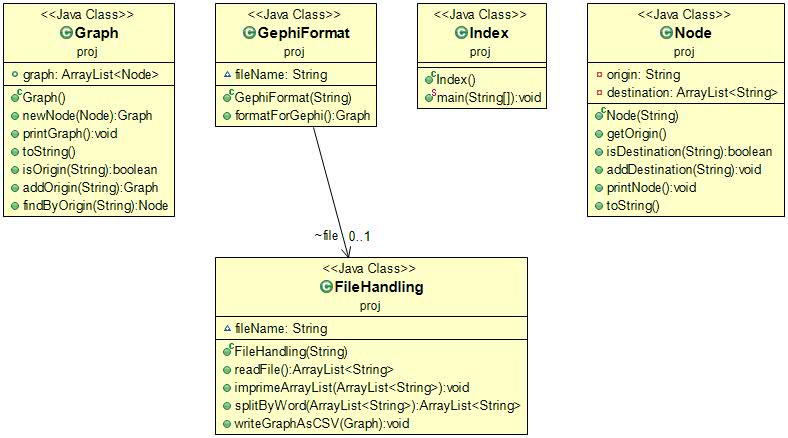 <<Java Class>>
Graph
proj
graph: ArrayList<Node>
Graph()
newNode(Node):Graph
printGraph():void
toString()
isOrigin(String):boolean
addOrigin(String):Graph
findByOrigin(String):Node
<<Java Class>>
GephiFormat
proj
fileName: String
GephiFormat(String)
formatForGephi():Graph
<<Java Class>>
Index
proj
Index()
main(String[]):void
<<Java Class>>
Node
proj
origin: String
destination: ArrayList<String>
Node(String)
getOrigin()
isDestination(String):boolean
addDestination(String):void
printNode():void
toString()
~file 0..1
<<Java Class>>
FileHandling
proj
fileName: String
FileHandling(String)
readFile():ArrayList<String>
imprimeArrayList(ArrayList<String>):void
splitByWord(ArrayList<String>):ArrayList<String>
writeGraphAsCSV(Graph):void